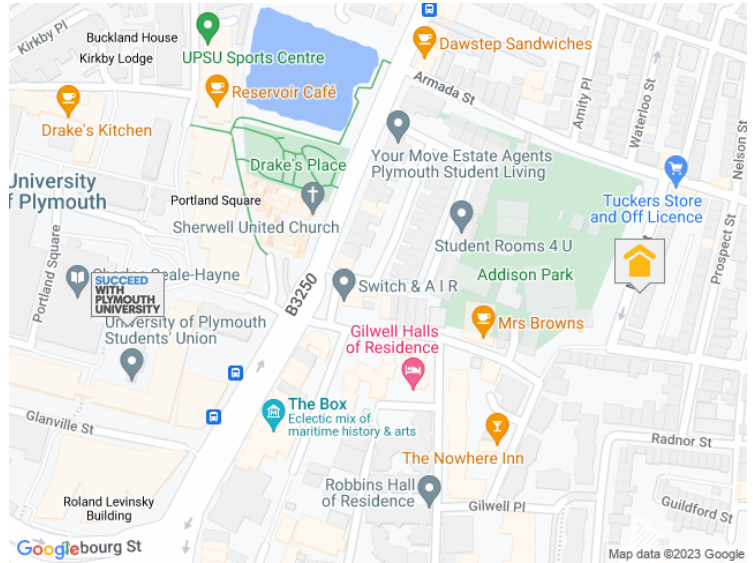 Kirkby Pl
Buckland House
Kirkby Lodge
UPSU Sports Centre
Dawstep Sandwiches
Reservoir Café
Armada St
Amity Pl
Waterloo St
Nelson St
Drake's Kitchen
Your Move Estate Agents
Plymouth Student Living
Drake's Place
University
f Plymouth
Portland Square
Sherwell United Church
Tuckers Store
and Off Licence
Prospect St
Student Rooms 4 U
Addison Park
Portland Square
Charles Seale-Hayne
SUCCEED
WITH
PLYMOUTH
UNIVERSITY
Switch & A I R
B3250
University of Plymouth
Students' Union
Mrs Browns
Gilwell Halls
of Residence
The Box
Eclectic mix of
maritime history & arts
Glanville St
The Nowhere Inn
Radnor St
Robbins Hall
of Residence
Gilwell Pl
Guildford St
Roland Levinsky
Building
Google
ebourg St
Map data ©2023 Google